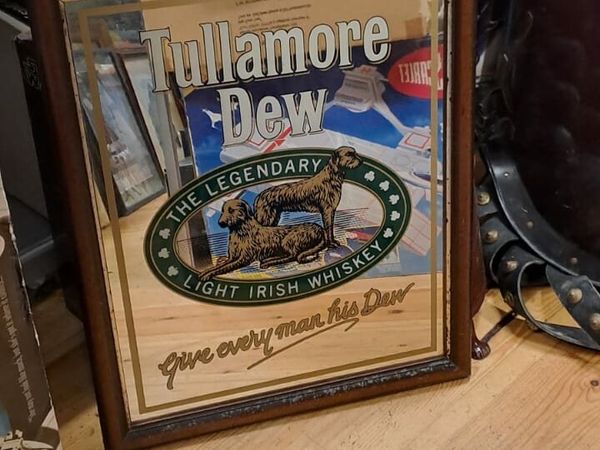 Tullamore
Dew
THE LEGENDARY
LIGHT IRISH WHISKEY
Give every man his Dew